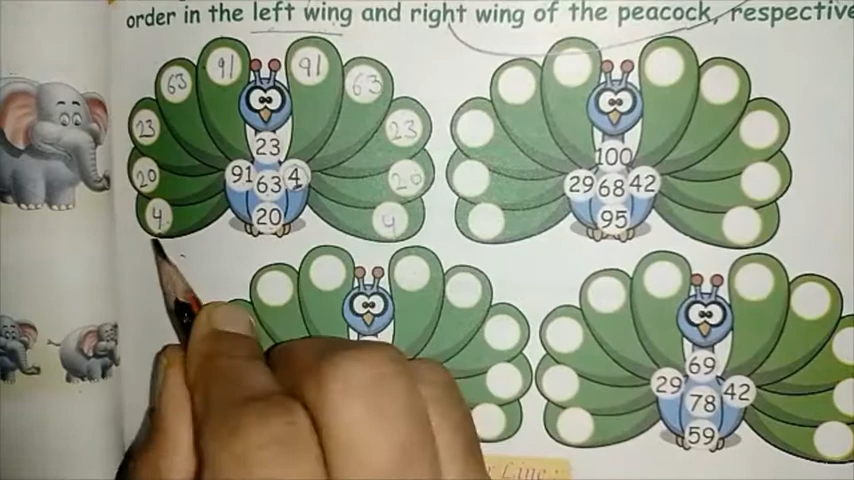 order in the left wing and right wing of the peacock, respective
63 91 91 63
23 23
23
20 91 63 4 20
4 20 4
100
29 68 42
95
69
29 78 42
59
r Line :